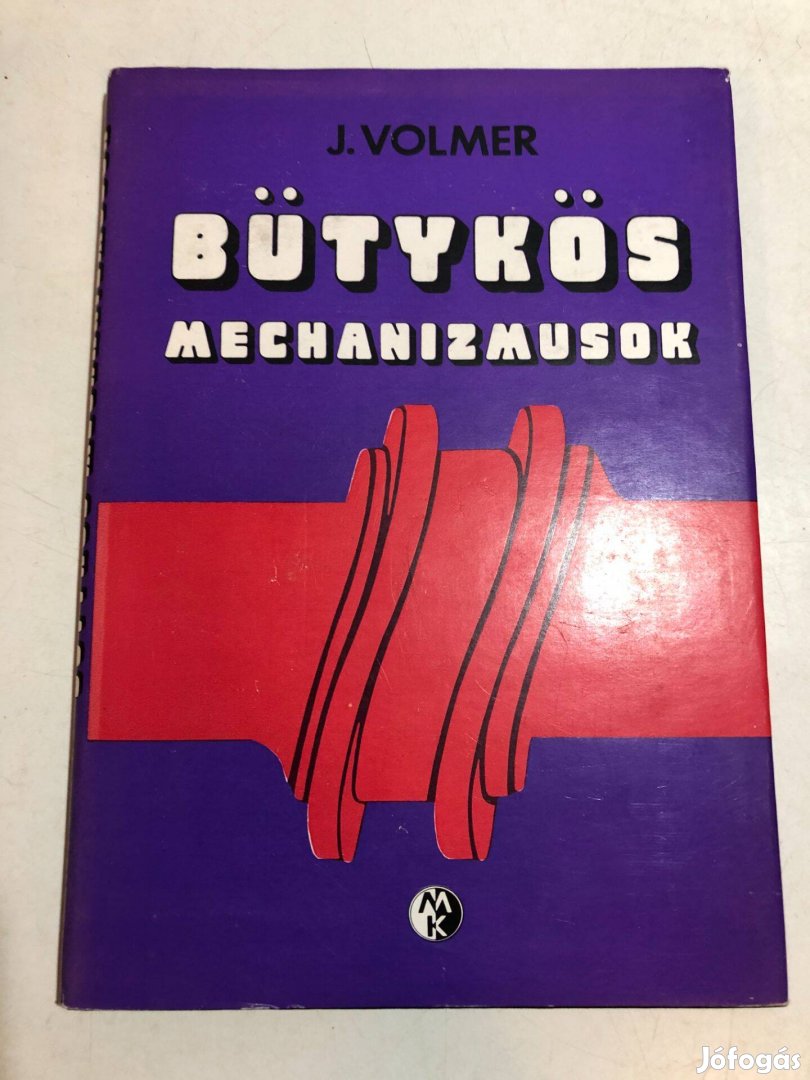 J. VOLMER
BÜTYKÖS
MECHANIZMUSOK
MK
Jófogás